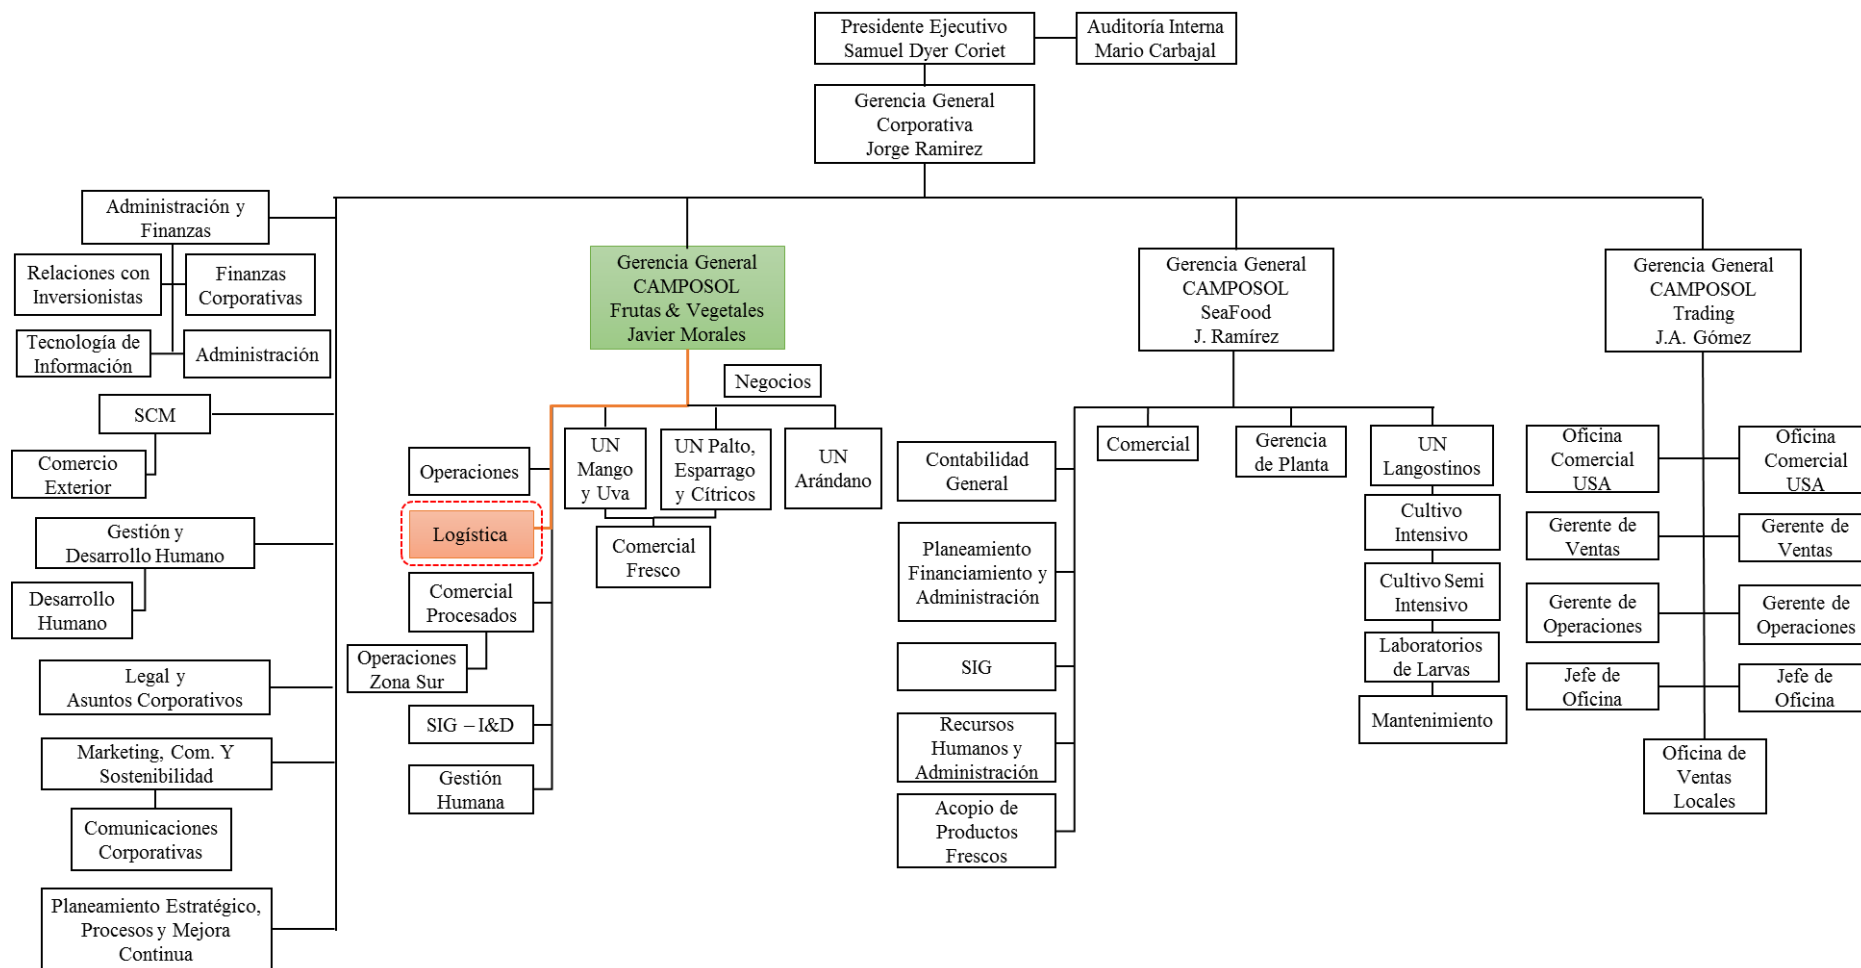 Presidente Ejecutivo
Samuel Dyer Coriet
Auditoría Interna
Mario Carbajal
Gerencia General
Corporativa
Jorge Ramirez
Administración y
Finanzas
Relaciones con
Inversionistas
Finanzas
Corporativas
Tecnología de
Información
Administración
SCM
Comercio
Exterior
Gestión y
Desarrollo Humano
Desarrollo
Humano
Legal y
Asuntos Corporativos
Marketing, Com. Y
Sostenibilidad
Comunicaciones
Corporativas
Planeamiento Estratégico,
Procesos y Mejora
Continua
Gerencia General
CAMPOSOL
Frutas & Vegetales
Javier Morales
Negocios
Operaciones
Logística
Comercial
Procesados
Operaciones
Zona Sur
SIG – I&D
Gestión
Humana
UN
Mango
y Uva
UN Palto,
Esparrago
y Cítricos
UN
Arándano
Comercial
Fresco
Gerencia General
CAMPOSOL
SeaFood
J. Ramírez
Contabilidad
General
Planeamiento
Financiamiento y
Administración
SIG
Recursos
Humanos y
Administración
Acopio de
Productos
Frescos
Comercial
Gerencia
de Planta
UN
Langostinos
Cultivo
Intensivo
Cultivo Semi
Intensivo
Laboratorios
de Larvas
Mantenimiento
Gerencia General
CAMPOSOL
Trading
J.A. Gómez
Oficina
Comercial
USA
Oficina
Comercial
USA
Gerente de
Ventas
Gerente de
Ventas
Gerente de
Operaciones
Gerente de
Operaciones
Jefe de
Oficina
Jefe de
Oficina
Oficina de
Ventas
Locales